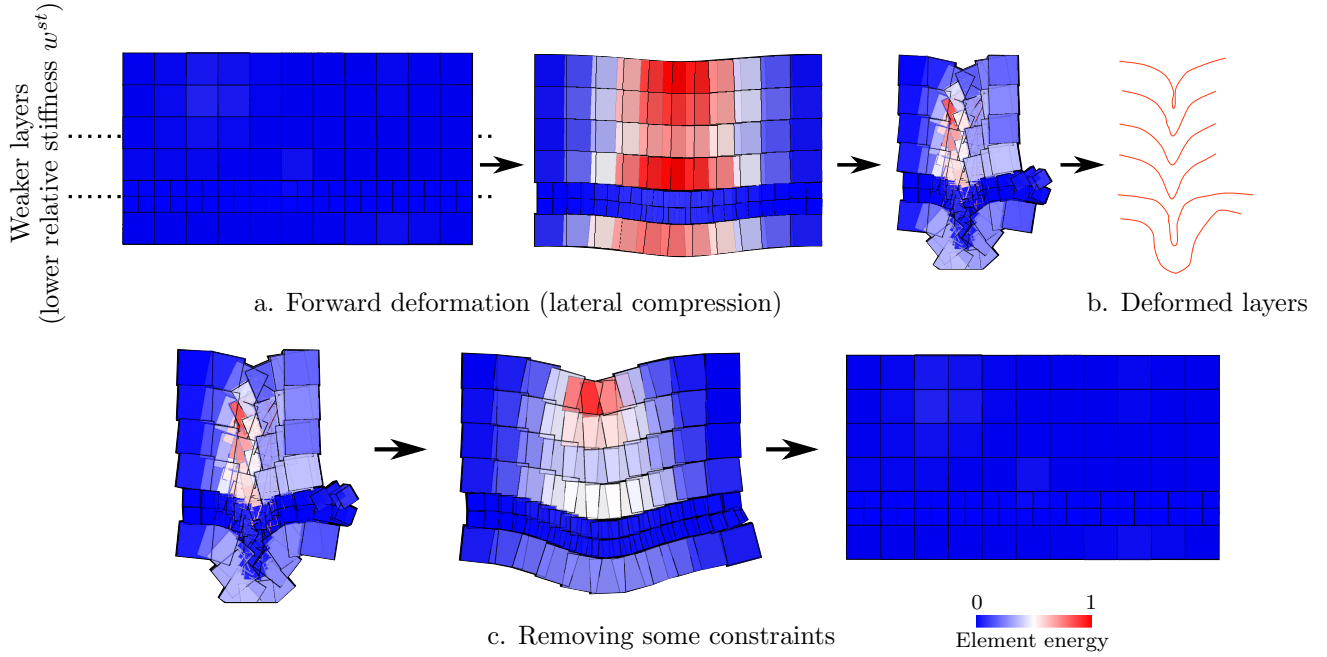 Weaker layers
(lower relative stiffness w^{st})
a. Forward deformation (lateral compression)
b. Deformed layers
c. Removing some constraints
0 1
Element energy